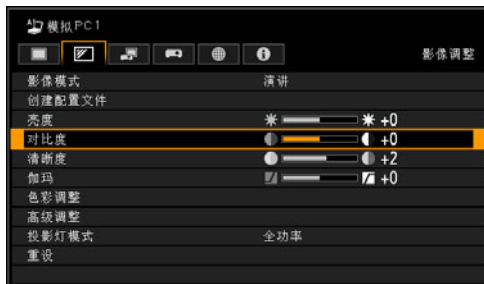 模拟PC1
影像调整
影像模式 演讲
创建配置文件
亮度 +0
对比度 +0
清晰度 +2
伽玛 +0
色彩调整
高级调整
投影灯模式 全功率
重设